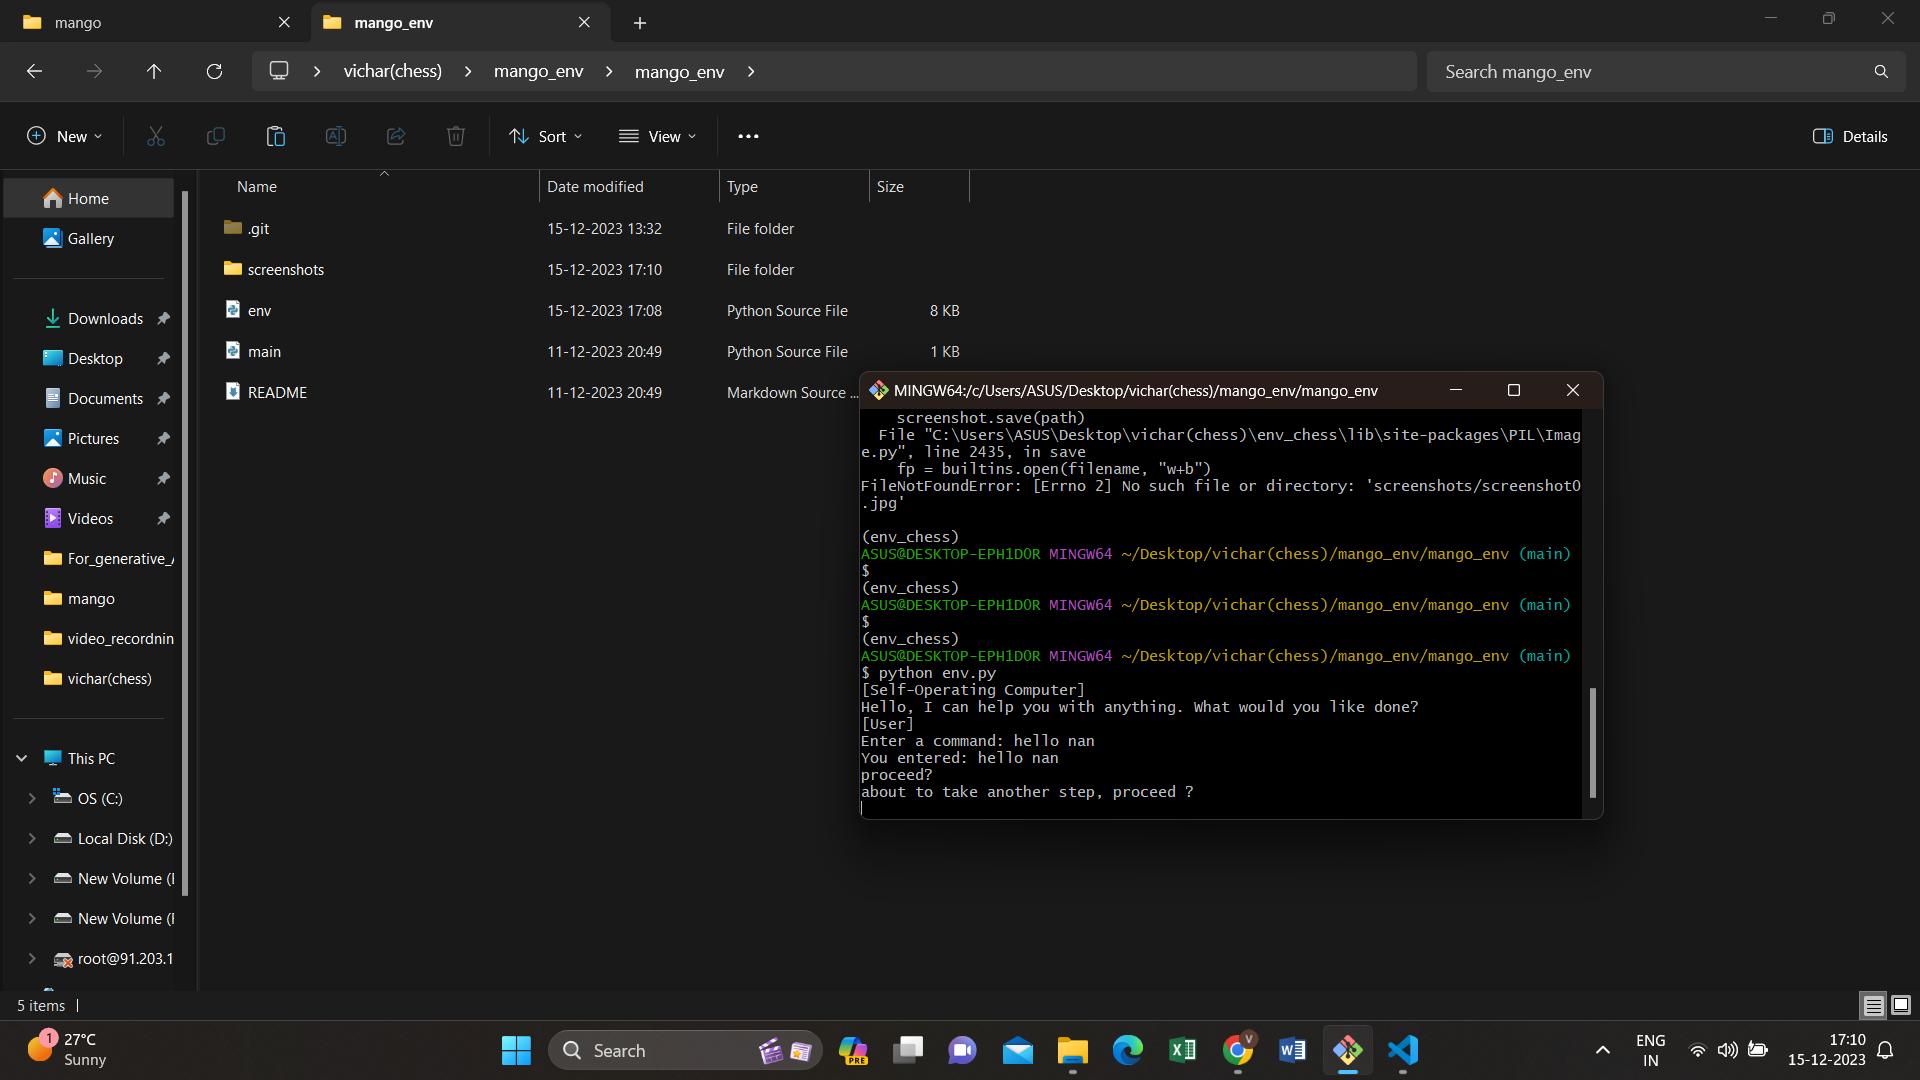 mango
mango_env
vichar(chess)
mango_env
mango_env
Search mango_env
New
Sort
View
Details
Name
Date modified
Type
Size
Home
Gallery
Downloads
Desktop
Documents
Pictures
Music
Videos
For_generative_
mango
video_recordnin
vichar(chess)
This PC
OS (C:)
Local Disk (D:)
New Volume (
New Volume (
root@91.203.1
.git 15-12-2023 13:32 File folder
screenshots 15-12-2023 17:10 File folder
env 15-12-2023 17:08 Python Source File 8 KB
main 11-12-2023 20:49 Python Source File 1 KB
README 11-12-2023 20:49 Markdown Source ...
MINGW64:/c/Users/ASUS/Desktop/vichar(chess)/mango_env/mango_env
screenshot.save(path)
File "C:\Users\ASUS\Desktop\vichar(chess)\env_chess\lib\site-packages\PIL\Imag
e.py", line 2435, in save
fp = builtins.open(filename, "w+b")
FileNotFoundError: [Errno 2] No such file or directory: 'screenshots/screenshot0
.jpg'
(env_chess)
ASUS@DESKTOP-EPH1D0R MINGW64 ~/Desktop/vichar(chess)/mango_env/mango_env (main)
$
(env_chess)
ASUS@DESKTOP-EPH1D0R MINGW64 ~/Desktop/vichar(chess)/mango_env/mango_env (main)
$
(env_chess)
ASUS@DESKTOP-EPH1D0R MINGW64 ~/Desktop/vichar(chess)/mango_env/mango_env (main)
$ python env.py
[Self-Operating Computer]
Hello, I can help you with anything. What would you like done?
[User]
Enter a command: hello nan
You entered: hello nan
proceed?
about to take another step, proceed ?
5 items
1
27°C
Sunny
Search
PRE
V
ENG
IN
17:10
15-12-2023